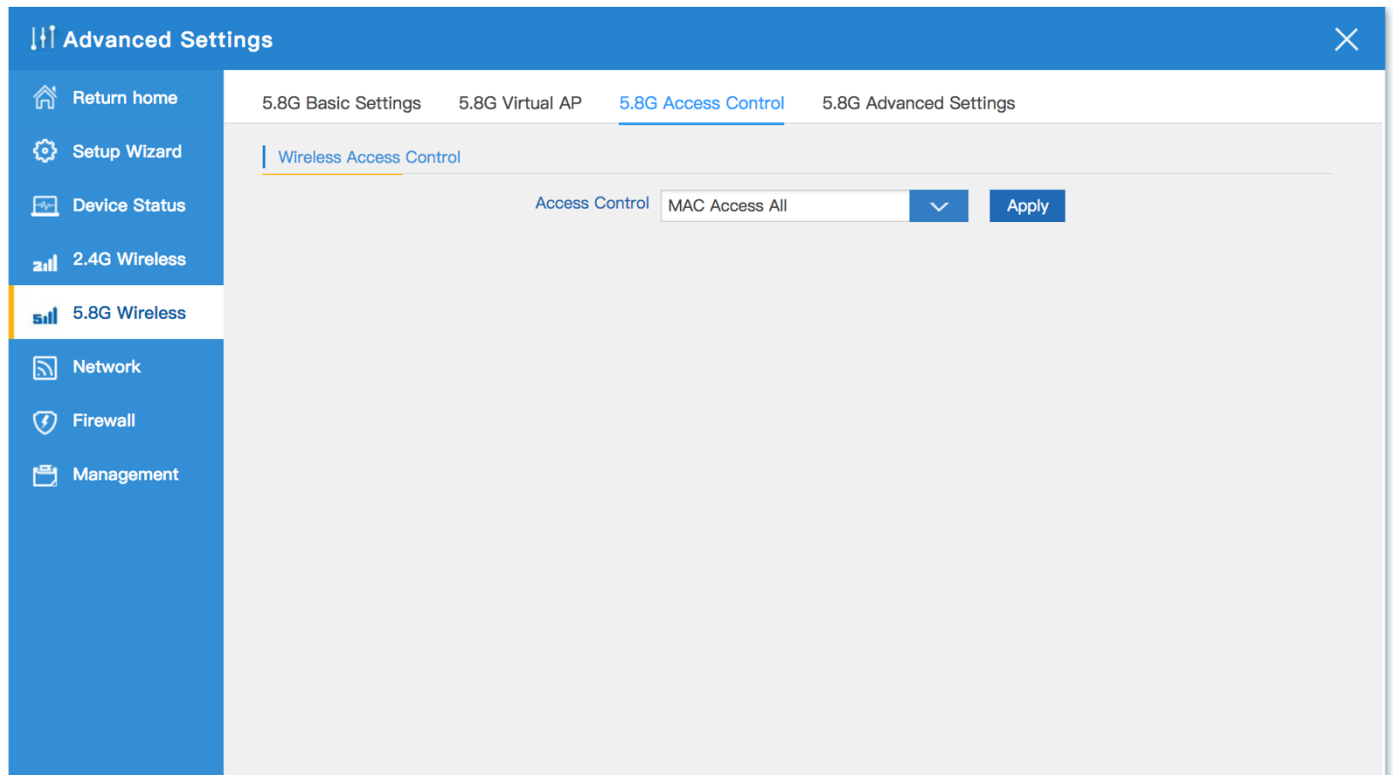 Advanced Settings
Return home
Setup Wizard
Device Status
2.4G Wireless
5.8G Wireless
Network
Firewall
Management
5.8G Basic Settings 5.8G Virtual AP 5.8G Access Control 5.8G Advanced Settings
Wireless Access Control
Access Control MAC Access All Apply